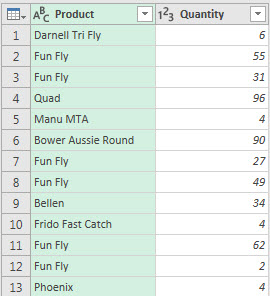 ABC Product 123 Quantity
1 Darnell Tri Fly 6
2 Fun Fly 55
3 Fun Fly 31
4 Quad 96
5 Manu MTA 4
6 Bower Aussie Round 90
7 Fun Fly 27
8 Fun Fly 49
9 Bellen 34
10 Frido Fast Catch 4
11 Fun Fly 62
12 Fun Fly 2
13 Phoenix 4